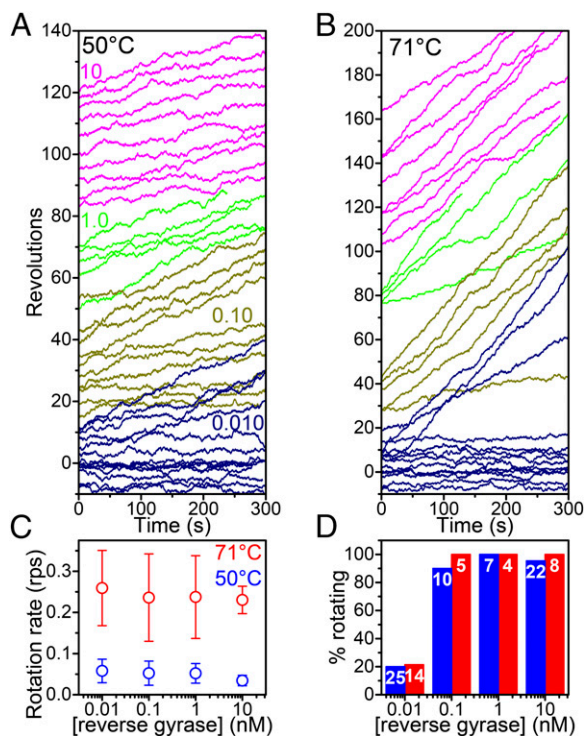 A
B
50°C
71°C
140
120
100
80
60
40
20
0
Revolutions
10
1.0
0.10
0.010
0 100 200 300
Time (s)
200
180
160
140
120
100
80
60
40
20
0
0 100 200 300
Time (s)
C
D
71°C
50°C
0.3
0.2
0.1
0.0
Rotation rate (rps)
0.01 0.1 1 10
[reverse gyrase] (nM)
100
80
60
40
20
0
% rotating
25 14 10 5 7 4 22 8
0.01 0.1 1 10
[reverse gyrase] (nM)